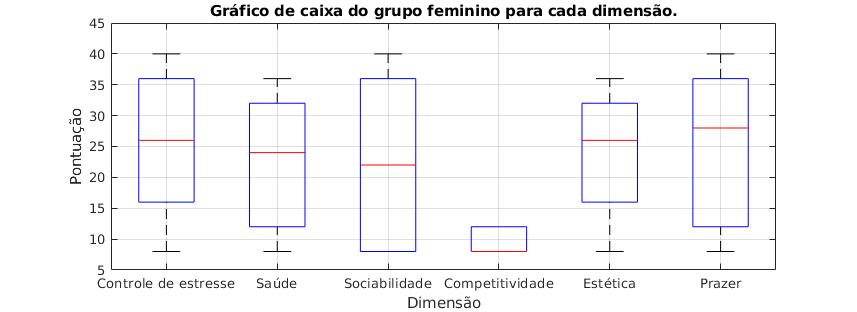 Gráfico de caixa do grupo feminino para cada dimensão.
45
40
35
30
25
20
15
10
5
Pontuação
Controle de estresse Saúde Sociabilidade Competitividade Estética Prazer
Dimensão